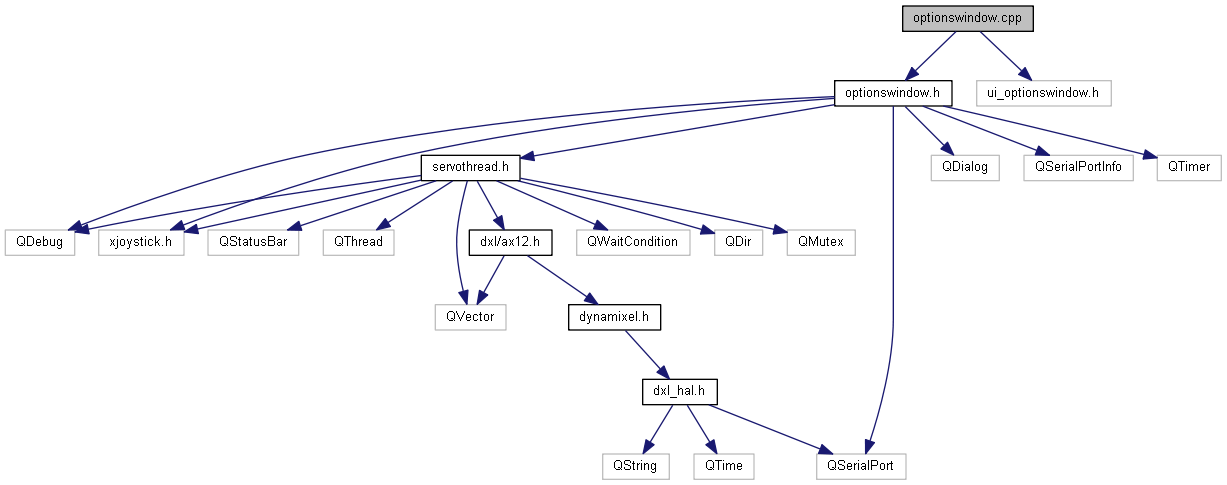 optionswindow.cpp
optionswindow.h
ui_optionswindow.h
servothread.h
QDialog
QSerialPortInfo
QTimer
QDebug
xjoystick.h
QStatusBar
QThread
dxl/ax12.h
QWaitCondition
QDir
QMutex
QVector
dynamixel.h
dxl_hal.h
QString
QTime
QSerialPort